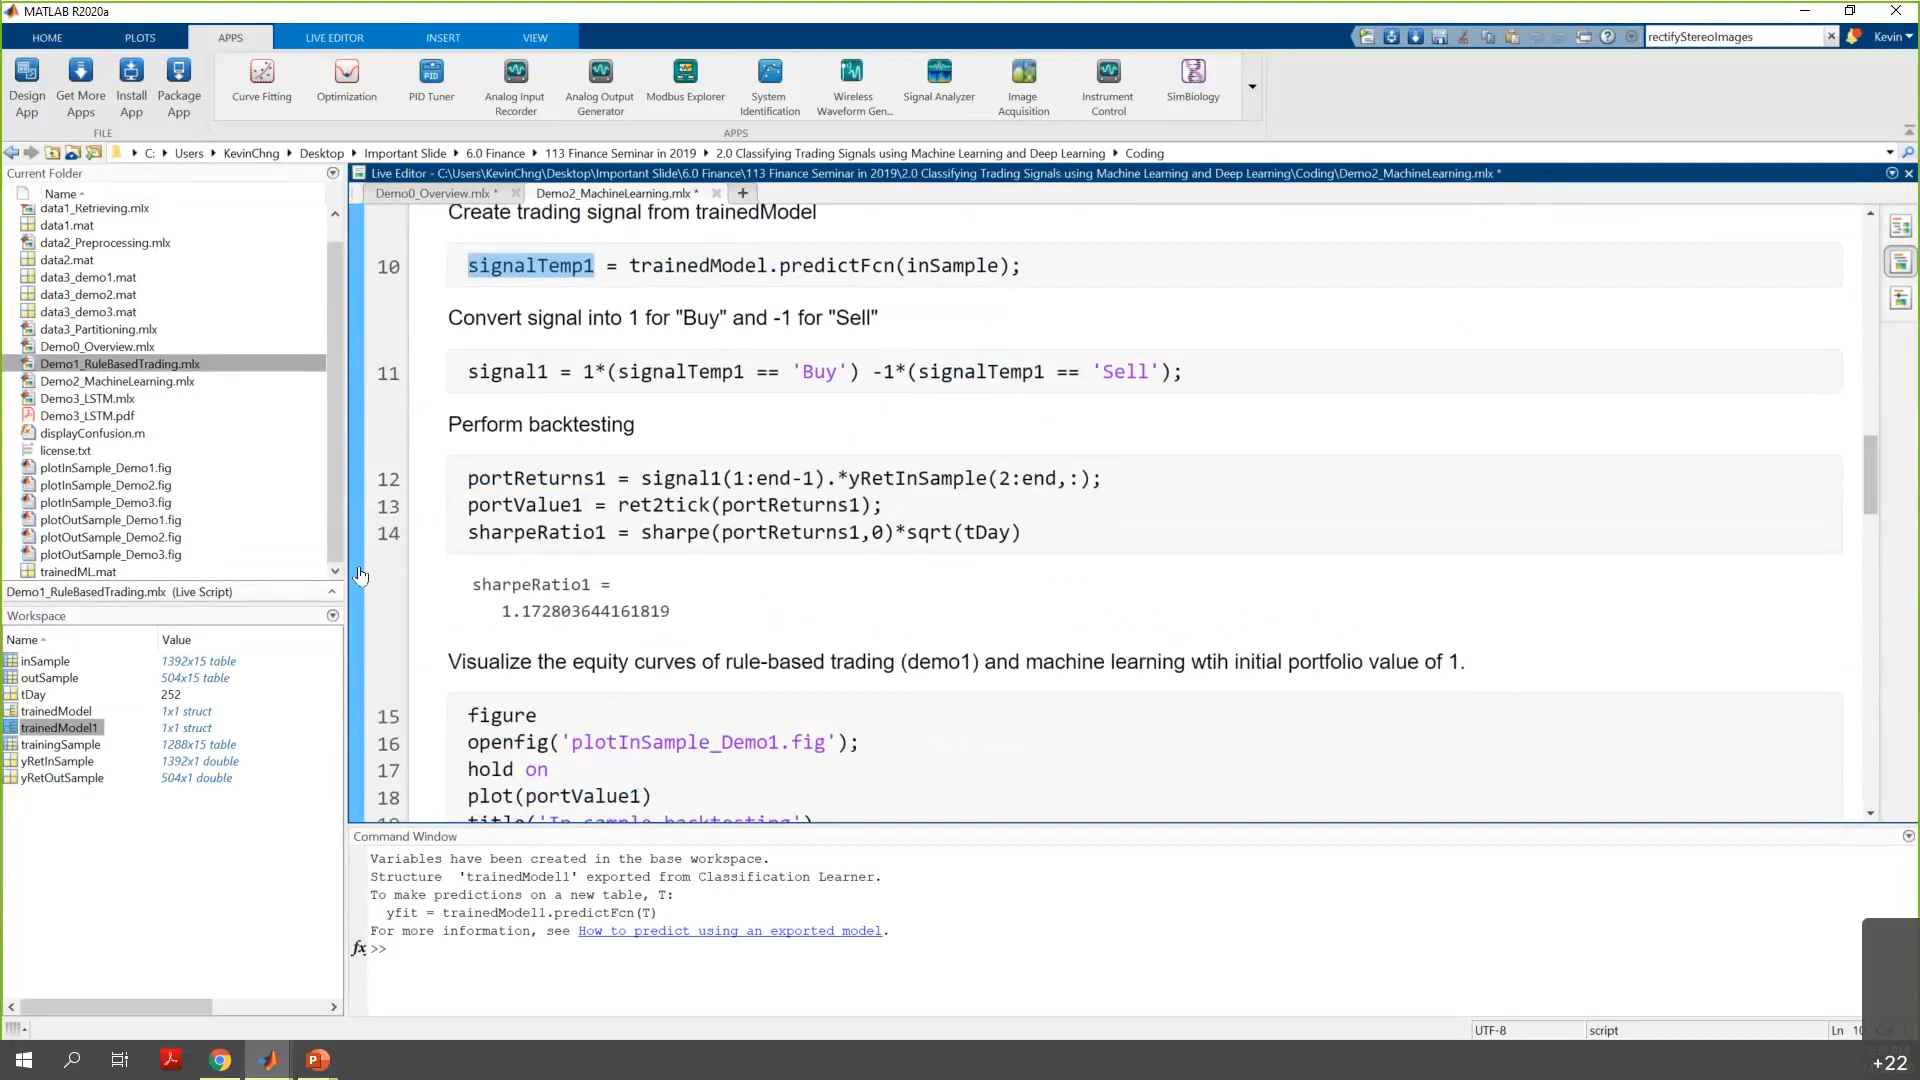 MATLAB R2020a
HOME
PLOTS
APPS
LIVE EDITOR
INSERT
VIEW
rectifyStereoImages
Kevin
Design
App
Get More
Apps
Install
App
Package
App
Curve Fitting
Optimization
PID Tuner
Analog Input
Recorder
Analog Output
Generator
Modbus Explorer
System
Identification
Wireless
Waveform Gen...
Signal Analyzer
Image
Acquisition
Instrument
Control
SimBiology
FILE
APPS
C: Users KevinChng Desktop Important Slide 6.0 Finance 113 Finance Seminar in 2019 2.0 Classifying Trading Signals using Machine Learning and Deep Learning Coding
Current Folder
Name
data1_Retrieving.mlx
data1.mat
data2_Preprocessing.mlx
data2.mat
data3_demo1.mat
data3_demo2.mat
data3_demo3.mat
data3_Partitioning.mlx
Demo0_Overview.mlx
Demo1_RuleBasedTrading.mlx
Demo2_MachineLearning.mlx
Demo3_LSTM.mlx
Demo3_LSTM.pdf
displayConfusion.m
license.txt
plotInSample_Demo1.fig
plotInSample_Demo2.fig
plotInSample_Demo3.fig
plotOutSample_Demo1.fig
plotOutSample_Demo2.fig
plotOutSample_Demo3.fig
trainedML.mat
Demo1_RuleBasedTrading.mlx (Live Script)
Workspace
Name Value
inSample 1392x15 table
outSample 504x15 table
tDay 252
trainedModel 1x1 struct
trainedModel1 1x1 struct
trainingSample 1288x15 table
yRetInSample 1392x1 double
yRetOutSample 504x1 double
Live Editor - C:\Users\KevinChng\Desktop\Important Slide\6.0 Finance\113 Finance Seminar in 2019\2.0 Classifying Trading Signals using Machine Learning and Deep Learning\Coding\Demo2_MachineLearning.mlx *
Demo0_Overview.mlx *
Demo2_MachineLearning.mlx *
Create trading signal from trainedModel
10 signalTemp1 = trainedModel.predictFcn(inSample);
Convert signal into 1 for "Buy" and -1 for "Sell"
11 signal1 = 1*(signalTemp1 == 'Buy') -1*(signalTemp1 == 'Sell');
Perform backtesting
12 portReturns1 = signal1(1:end-1).*yRetInSample(2:end,:);
13 portValue1 = ret2tick(portReturns1);
14 sharpeRatio1 = sharpe(portReturns1,0)*sqrt(tDay)
sharpeRatio1 =
1.172803644161819
Visualize the equity curves of rule-based trading (demo1) and machine learning wtih initial portfolio value of 1.
15 figure
16 openfig('plotInSample_Demo1.fig');
17 hold on
18 plot(portValue1)
title('In-sample backtesting')
Command Window
Variables have been created in the base workspace.
Structure 'trainedModel1' exported from Classification Learner.
To make predictions on a new table, T:
yfit = trainedModel1.predictFcn(T)
For more information, see How to predict using an exported model.
fx >>
UTF-8
script
Ln 10
+22